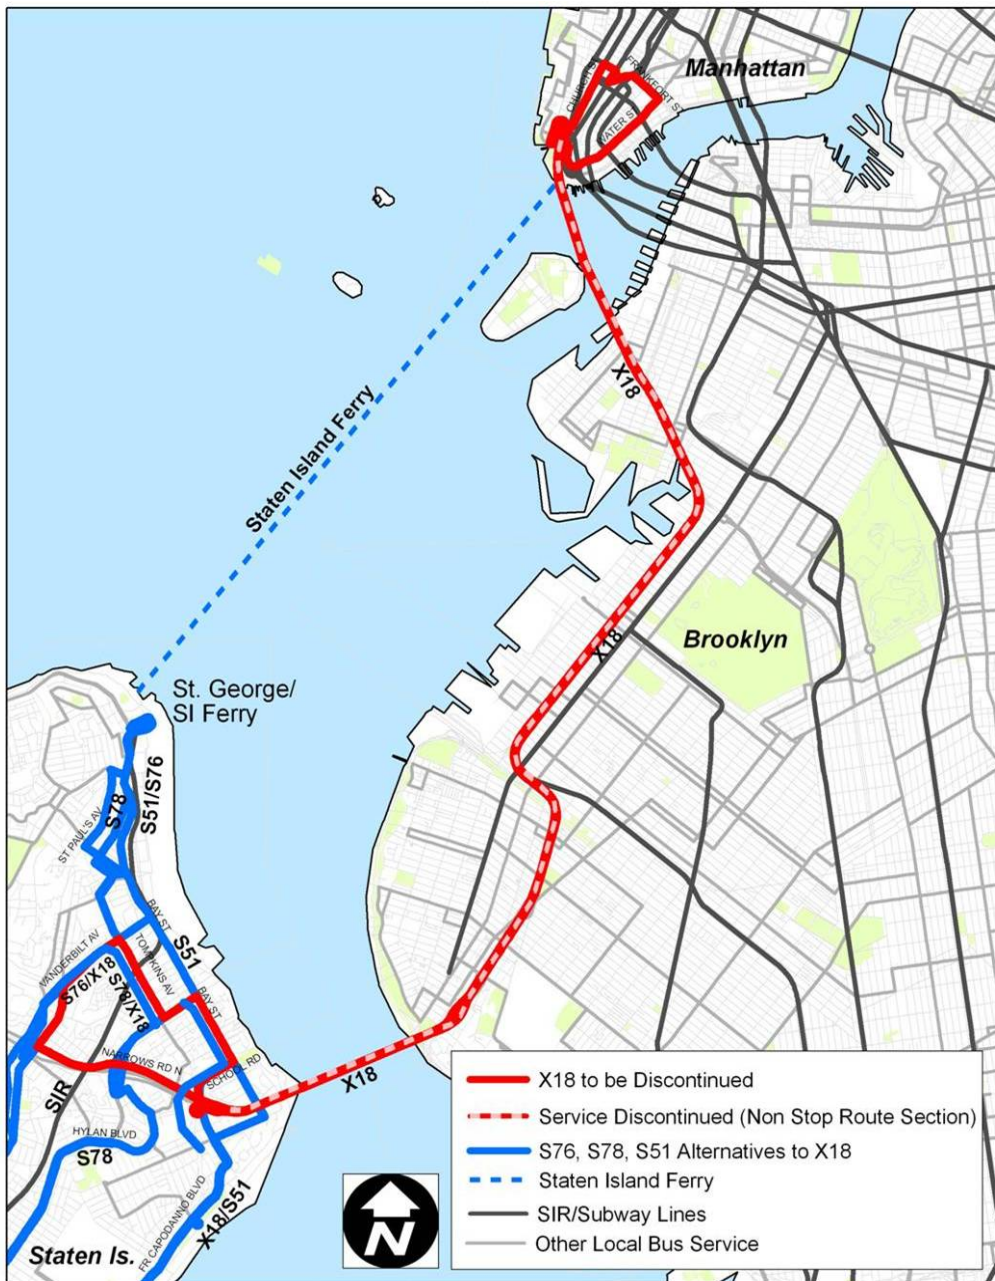 Manhattan
CHURCH ST
FRANKFORT ST
WATER ST
X18
Staten Island Ferry
X18
Brooklyn
St. George/
SI Ferry
S51/S76
S78
ST PAUL'S AV
BAY ST
S51
VANDERBILT AV
TOMPKINS AV
S76/X18
S78/X18
BAY ST
NARROWS RD N
SCHOOL RD
X18
SIR
HYLAN BLVD
S78
FR CAPODANNO BLVD
X18/S51
Staten Is.
N
X18 to be Discontinued
Service Discontinued (Non Stop Route Section)
S76, S78, S51 Alternatives to X18
Staten Island Ferry
SIR/Subway Lines
Other Local Bus Service